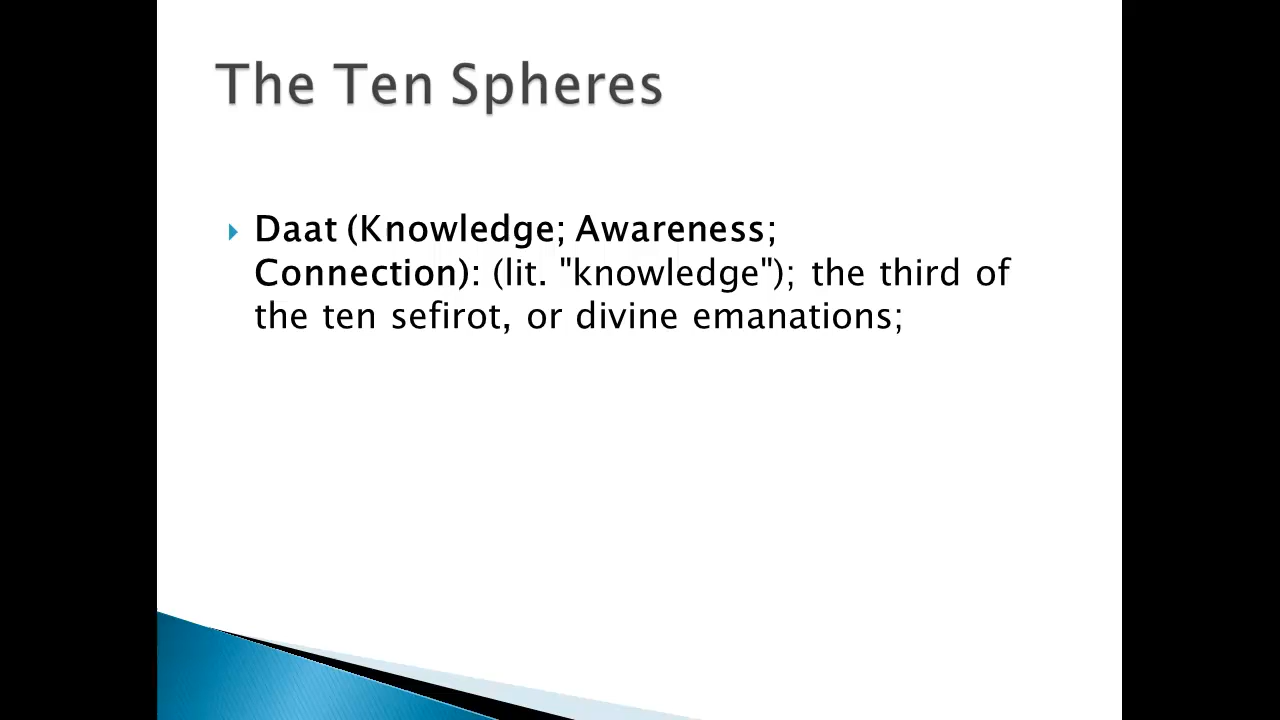 The Ten Spheres
Daat (Knowledge; Awareness;
Connection): (lit. "knowledge"); the third of
the ten sefirot, or divine emanations;